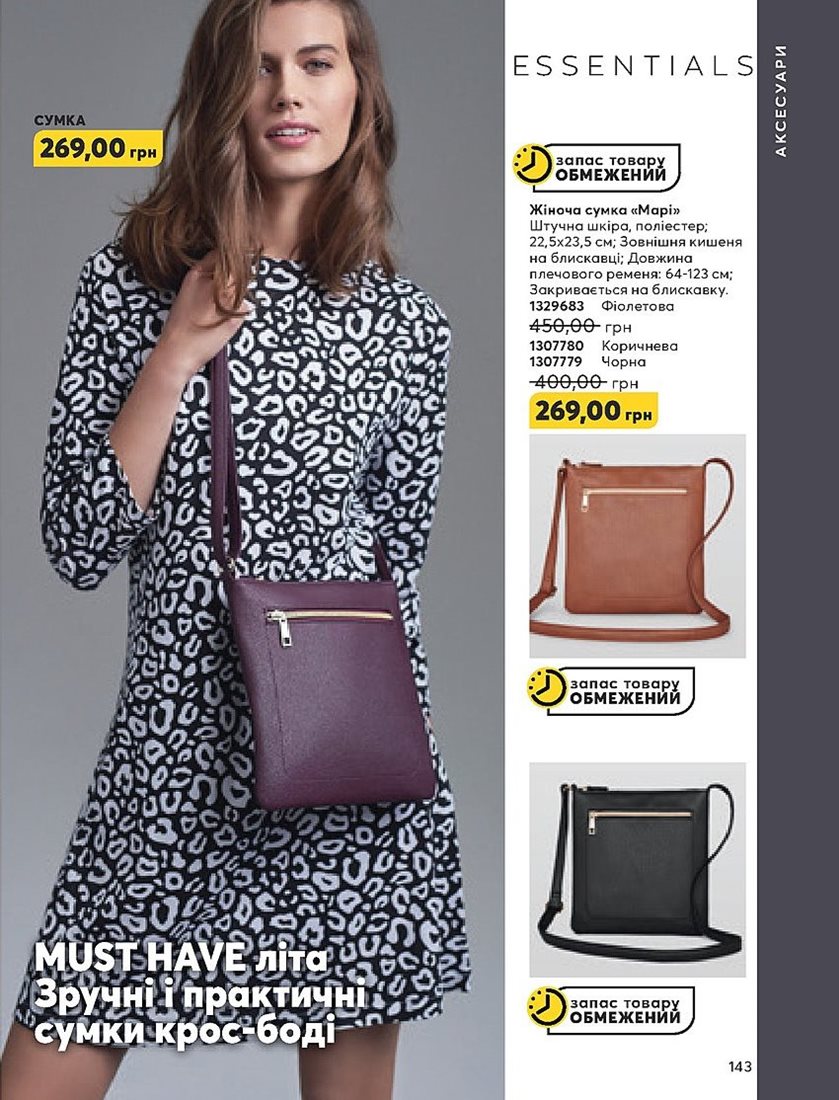 СУМКА
269,00 грн
MUST HAVE літа
Зручні і практичні
сумки крос-боді
ESSENTIALS
АКСЕСУАРИ
запас товару
ОБМЕЖЕНИЙ
Жіноча сумка «Марі»
Штучна шкіра, поліестер;
22,5х23,5 см; Зовнішня кишеня
на блискавці; Довжина
плечового ременя: 64-123 см;
Закривається на блискавку.
1329683 Фіолетова
450,00 грн
1307780 Коричнева
1307779 Чорна
400,00 грн
269,00 грн
запас товару
ОБМЕЖЕНИЙ
запас товару
ОБМЕЖЕНИЙ
143